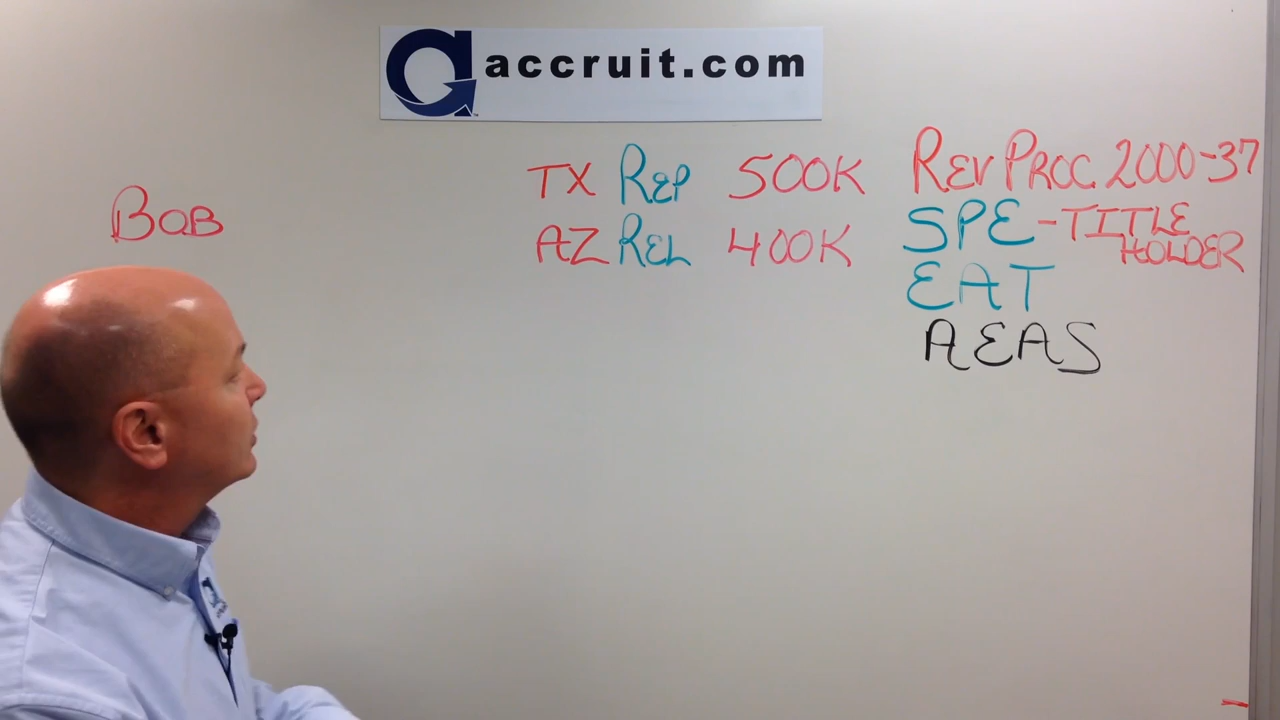 accruit.com
BOB
TX REP 500K
AZ REL 400K
REV PROC 2000-37
SPE-TITLE
HOLDER
EAT
AEAS